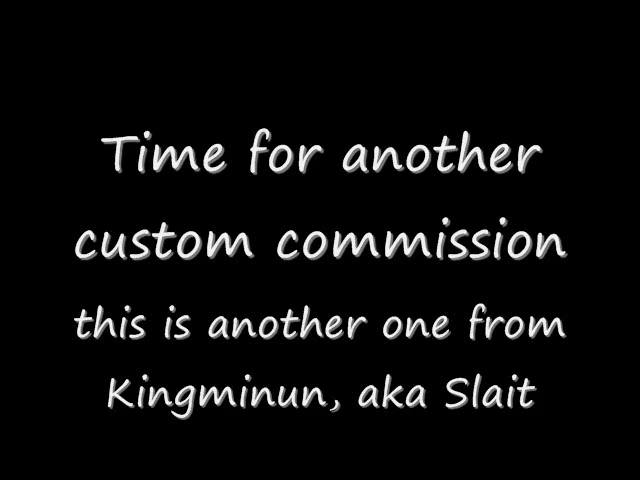 Time for another
custom commission
this is another one from
Kingminun, aka Slait